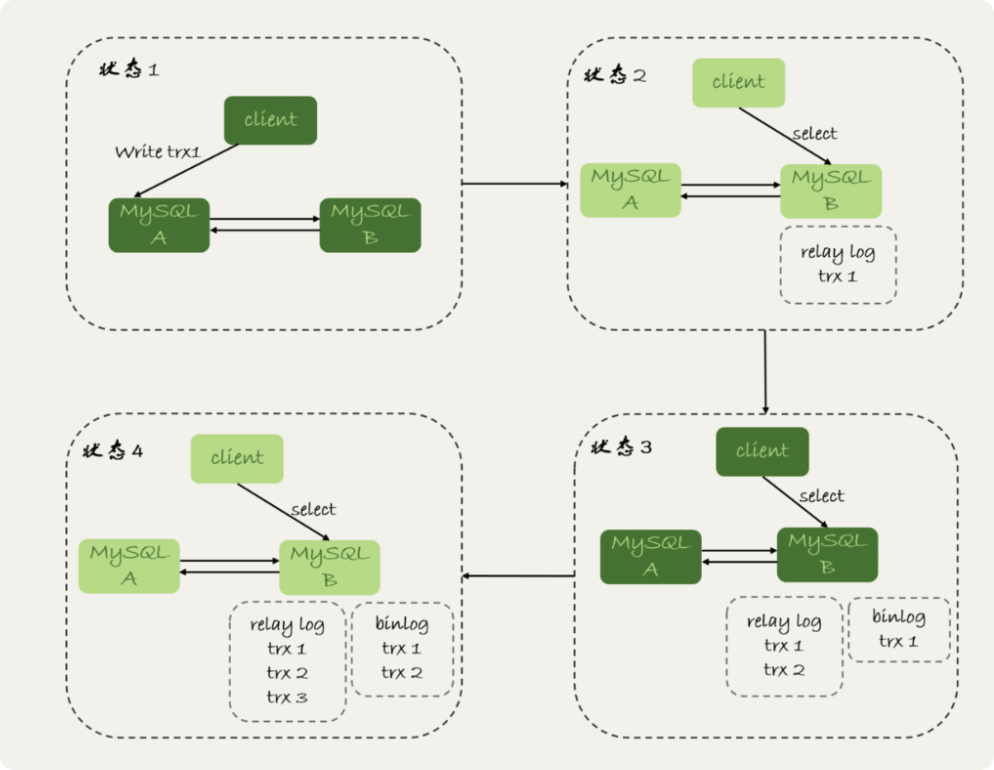 状态1
client
Write trx1
MySQL
A
MySQL
B
状态2
client
select
MySQL
A
MySQL
B
relay log
trx 1
状态3
client
select
MySQL
A
MySQL
B
relay log
trx 1
trx 2
binlog
trx 1
状态4
client
select
MySQL
A
MySQL
B
relay log
trx 1
trx 2
trx 3
binlog
trx 1
trx 2